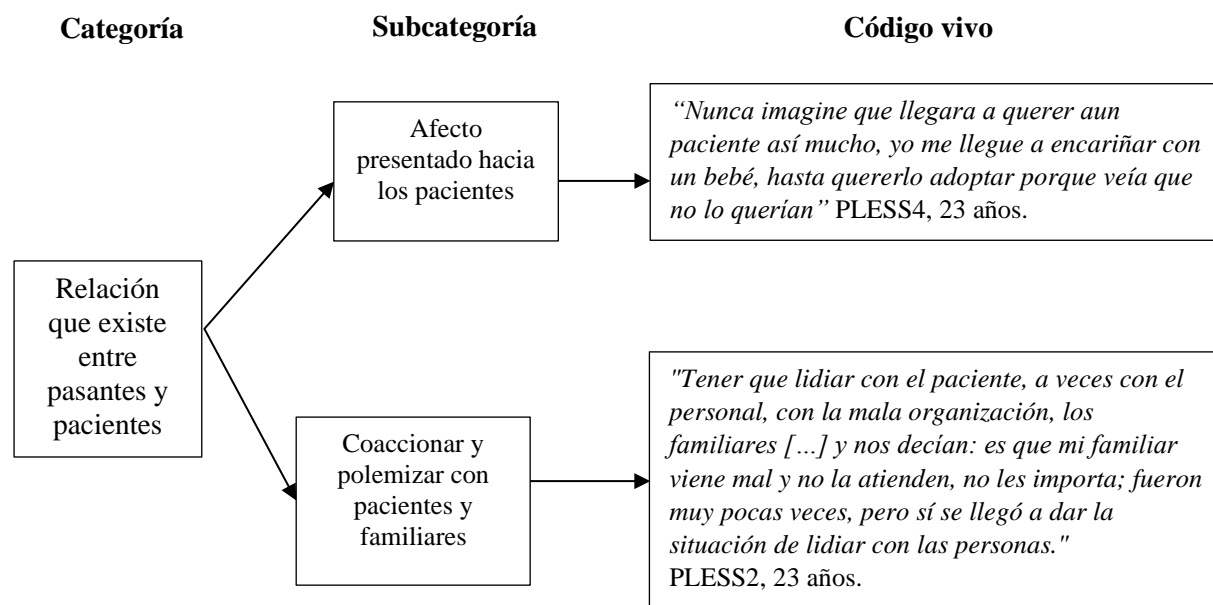 Categoría
Subcategoría
Código vivo
Relación
que existe
entre
pasantes y
pacientes
Afecto
presentado hacia
los pacientes
“Nunca imagine que llegara a querer aun
paciente así mucho, yo me llegue a encariñar con
un bebé, hasta quererlo adoptar porque veía que
no lo querían” PLESS4, 23 años.
Coaccionar y
polemizar con
pacientes y
familiares
"Tener que lidiar con el paciente, a veces con el
personal, con la mala organización, los
familiares [...] y nos decían: es que mi familiar
viene mal y no la atienden, no les importa; fueron
muy pocas veces, pero sí se llegó a dar la
situación de lidiar con las personas."
PLESS2, 23 años.